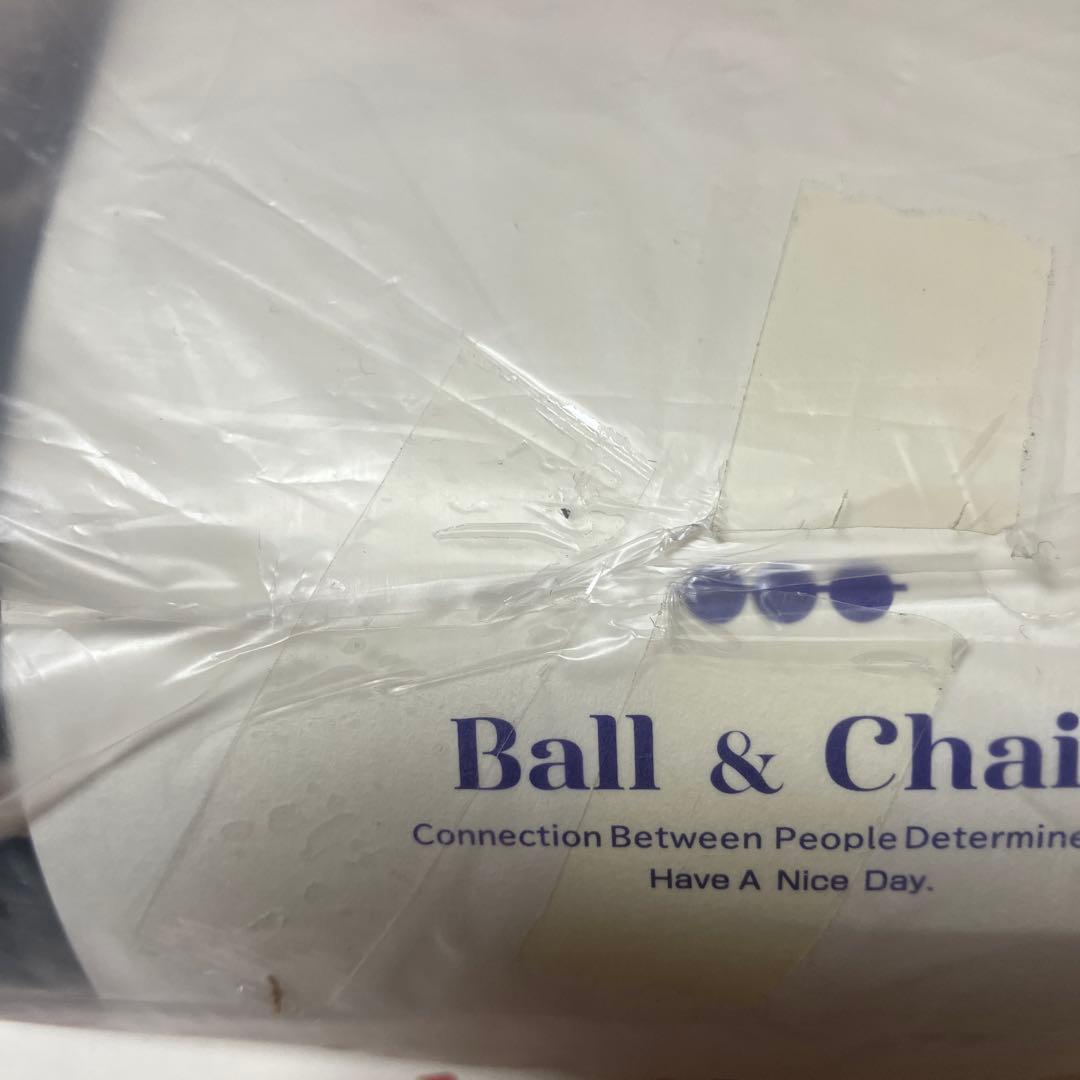 Ball & Chai
Connection Between People Determine
Have A Nice Day.